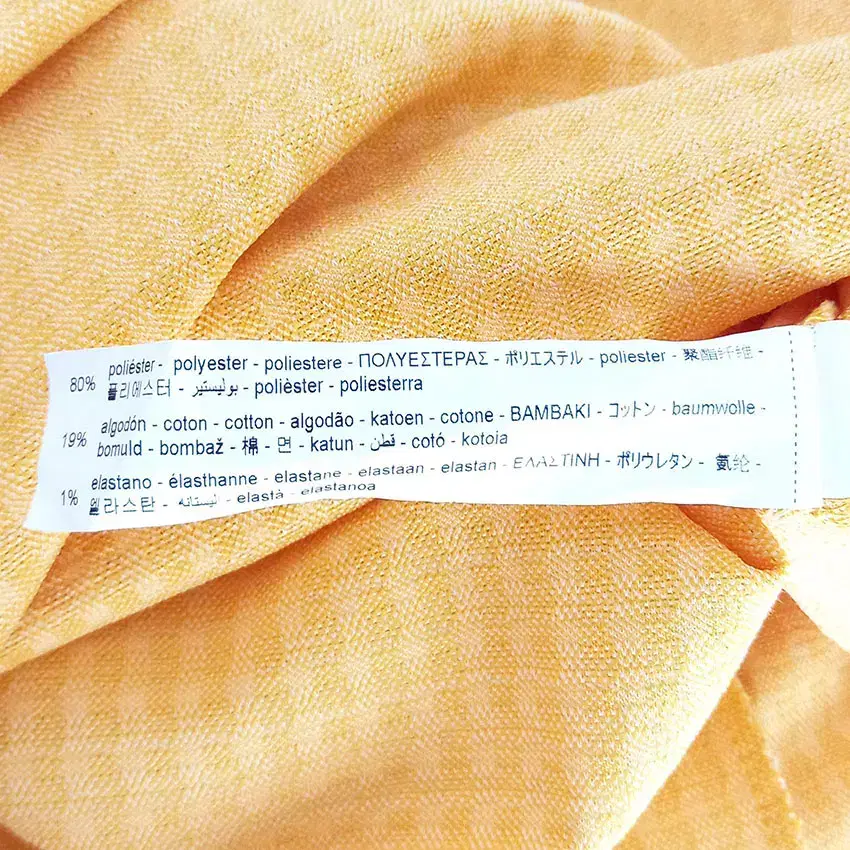 80% poliéster - polyester - poliestere - ΠΟΛΥΕΣΤΕΡΑΣ - ポリエステル - poliester - 聚酯纤维 -
폴리에스터 - بوليستير - polièster - poliesterra
19% algodón - coton - cotton - algodão - katoen - cotone - BAMBAKI - コットン - baumwolle -
bomuld - bombaž - 棉 - 면 - katun - قطن - cotó - kotoia
1% elastano - élasthanne - elastane - elastaan - elastan - ΕΛΑΣΤΙΝΗ - ポリウレタン - 氨纶 -
엘라스탄 - اليستانه - elastà - elastanoa